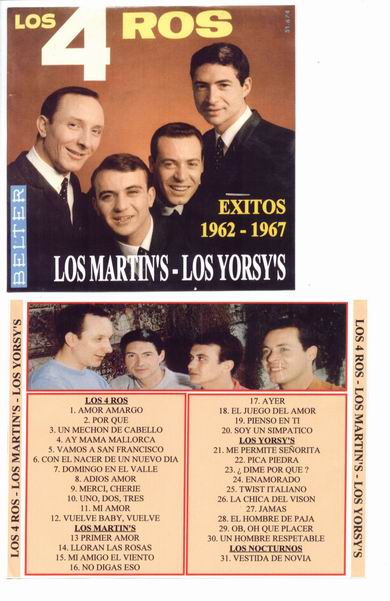 LOS 4 ROS
31.474
EXITOS
1962 - 1967
BELTER
LOS MARTIN'S - LOS YORSY'S
LOS 4 ROS - LOS MARTIN'S - LOS YORSY'S
LOS 4 ROS
1. AMOR AMARGO
2. POR QUE
3. UN MECHON DE CABELLO
4. AY MAMA MALLORCA
5. VAMOS A SAN FRANCISCO
6. CON EL NACER DE UN NUEVO DIA
7. DOMINGO EN EL VALLE
8. ADIOS AMOR
9. MERCI, CHERIE
10. UNO, DOS, TRES
11. MI AMOR
12. VUELVE BABY, VUELVE
LOS MARTIN'S
13 PRIMER AMOR
14. LLORAN LAS ROSAS
15. MI AMIGO EL VIENTO
16. NO DIGAS ESO
17. AYER
18. EL JUEGO DEL AMOR
19. PIENSO EN TI
20. SOY UN SIMPATICO
LOS YORSY'S
21. ME PERMITE SEÑORITA
22. PICA PIEDRA
23. ¿ DIME POR QUE ?
24. ENAMORADO
25. TWIST ITALIANO
26. LA CHICA DEL VISON
27. JAMAS
28. EL HOMBRE DE PAJA
29. OB, OH QUE PLACER
30. UN HOMBRE RESPETABLE
LOS NOCTURNOS
31. VESTIDA DE NOVIA
LOS 4 ROS - LOS MARTIN'S - LOS YORSY'S